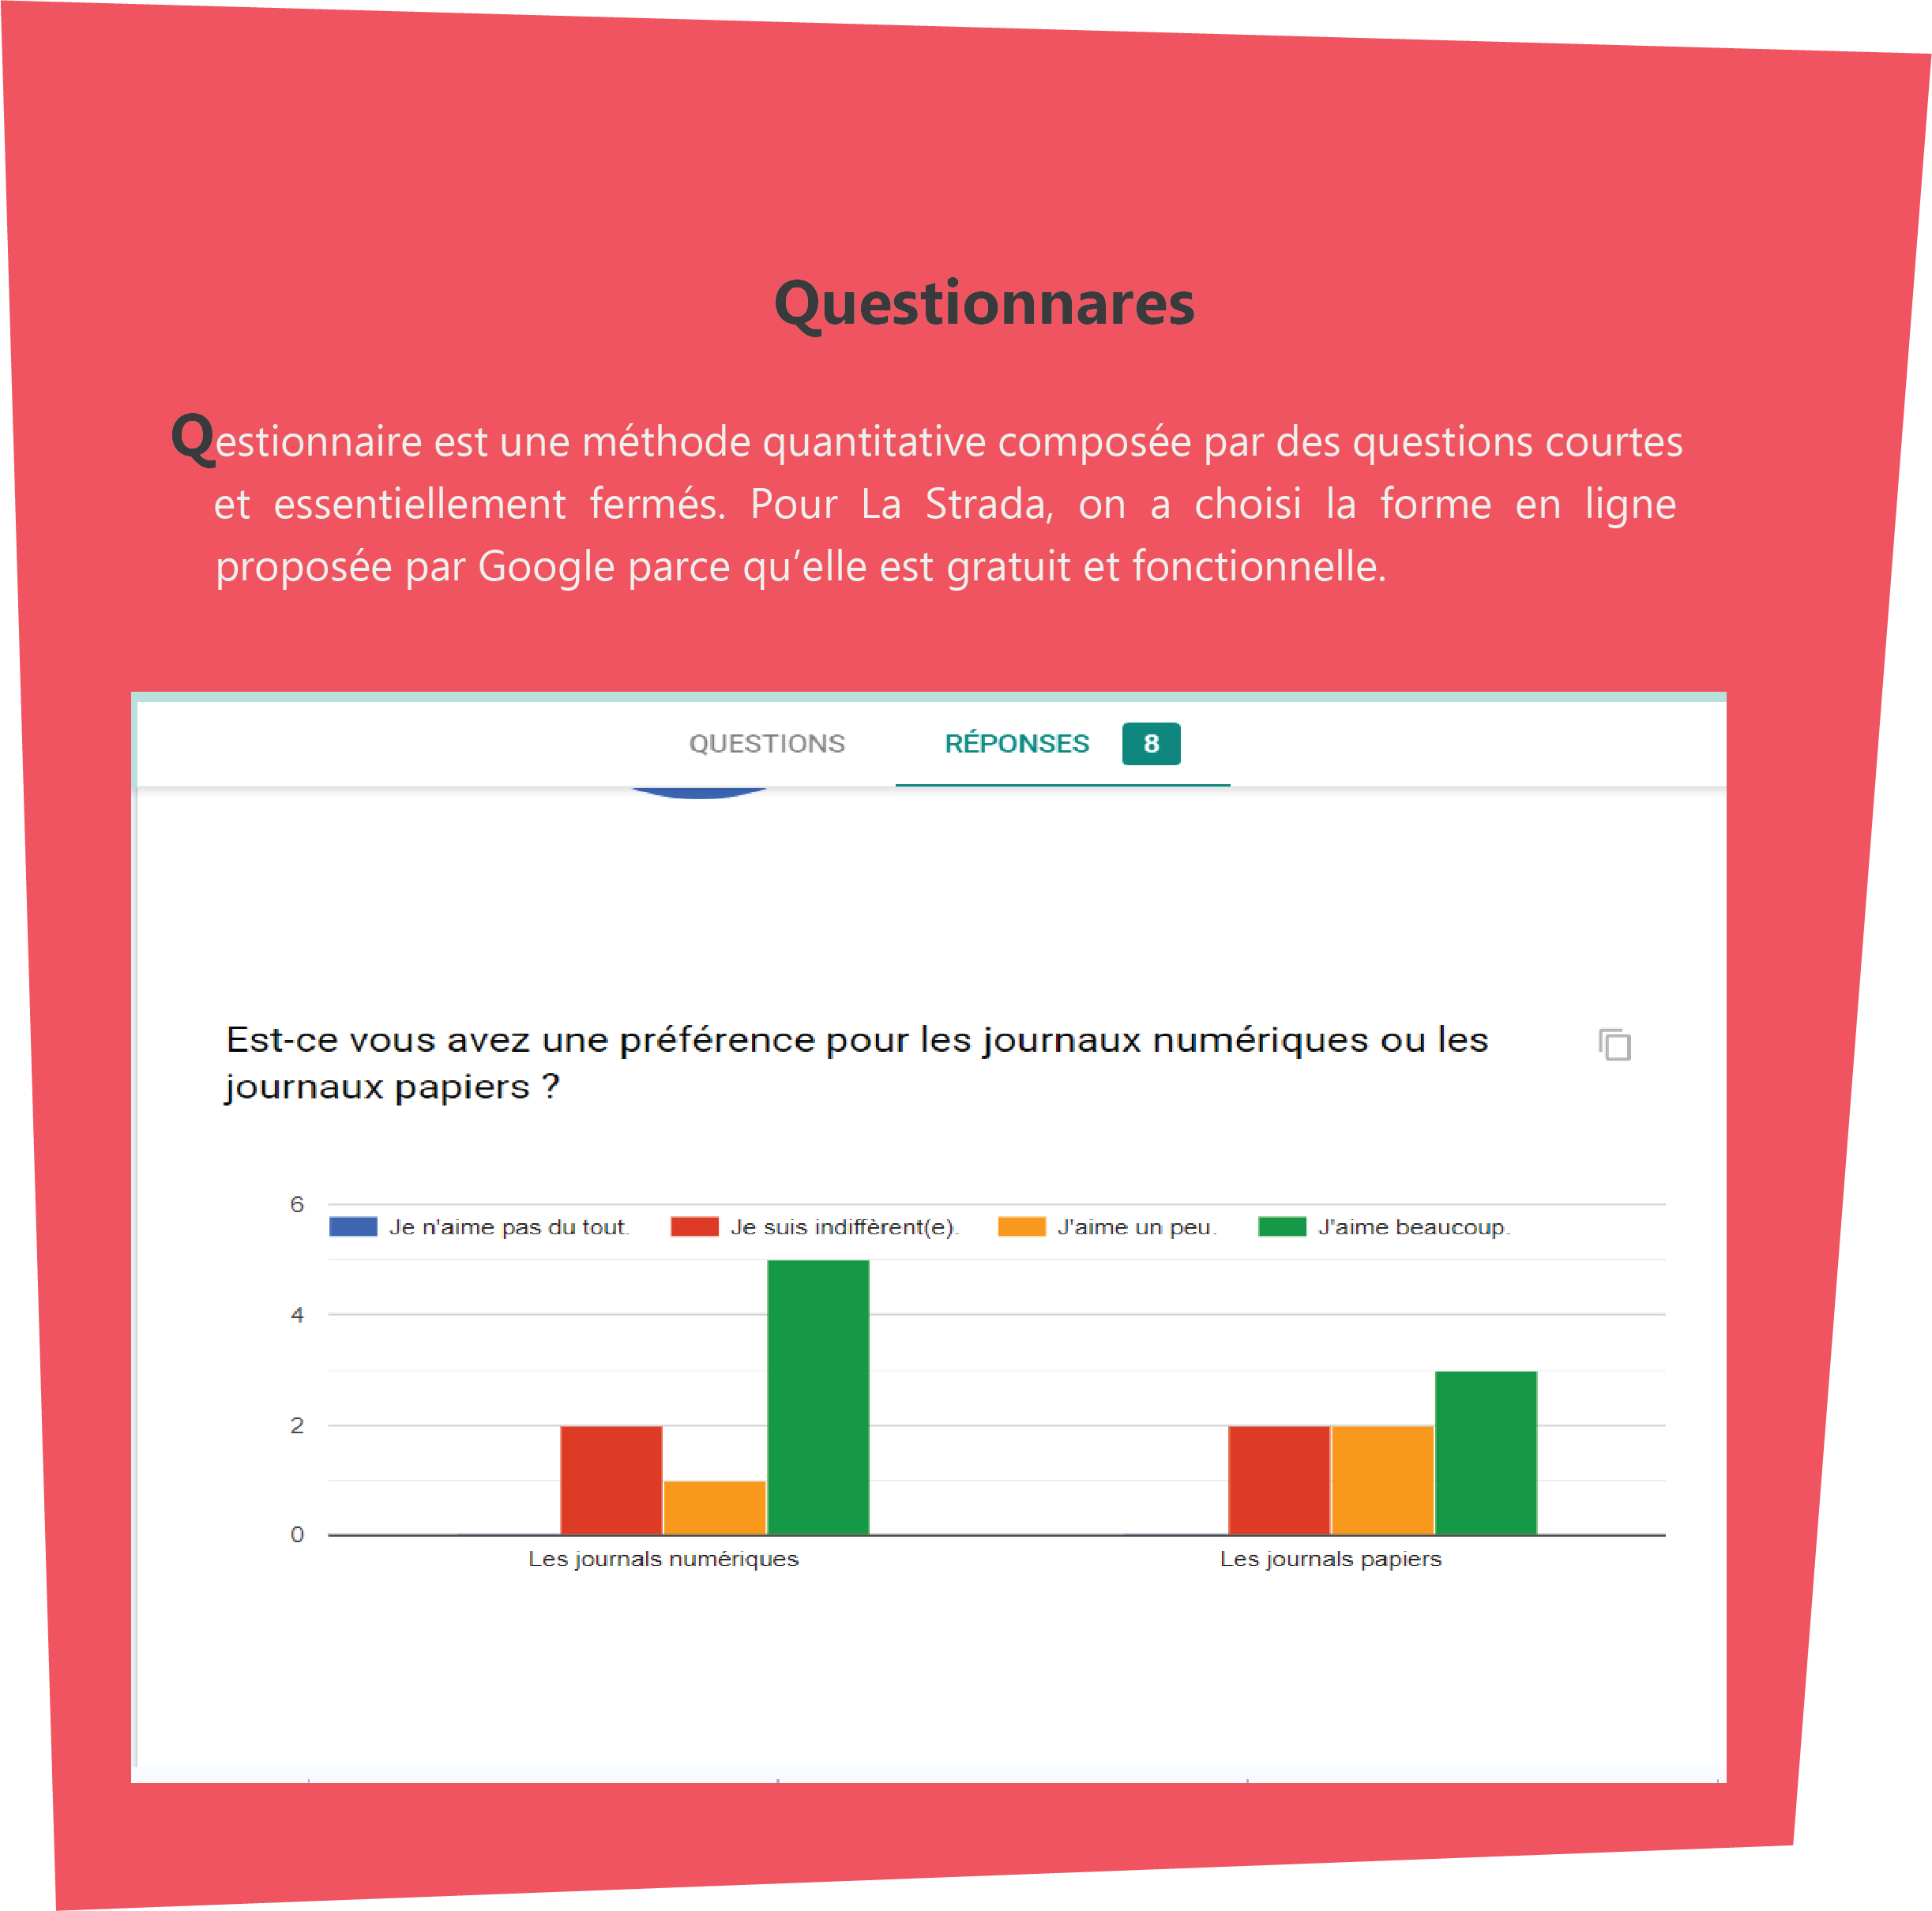 Questionnares
Qestionnaire est une méthode quantitative composée par des questions courtes
et essentiellement fermés. Pour La Strada, on a choisi la forme en ligne
proposée par Google parce qu’elle est gratuit et fonctionnelle.
QUESTIONS RÉPONSES 8
Est-ce vous avez une préférence pour les journaux numériques ou les
journaux papiers ?
6
Je n'aime pas du tout. Je suis indiffèrent(e). J'aime un peu. J'aime beaucoup.
4
2
0
Les journals numériques Les journals papiers